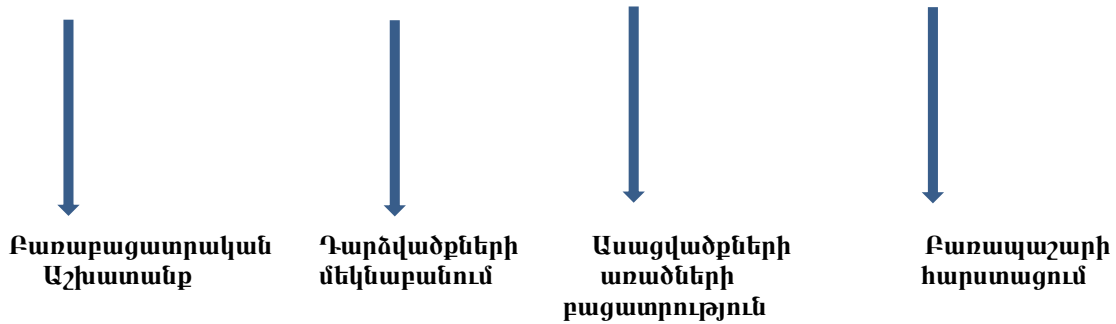 Բառաբացատրական
Աշխատանք
Դարձվածքների
մեկնաբանում
Ասացվածքների
առածների
բացատրություն
Բառապաշարի
հարստացում